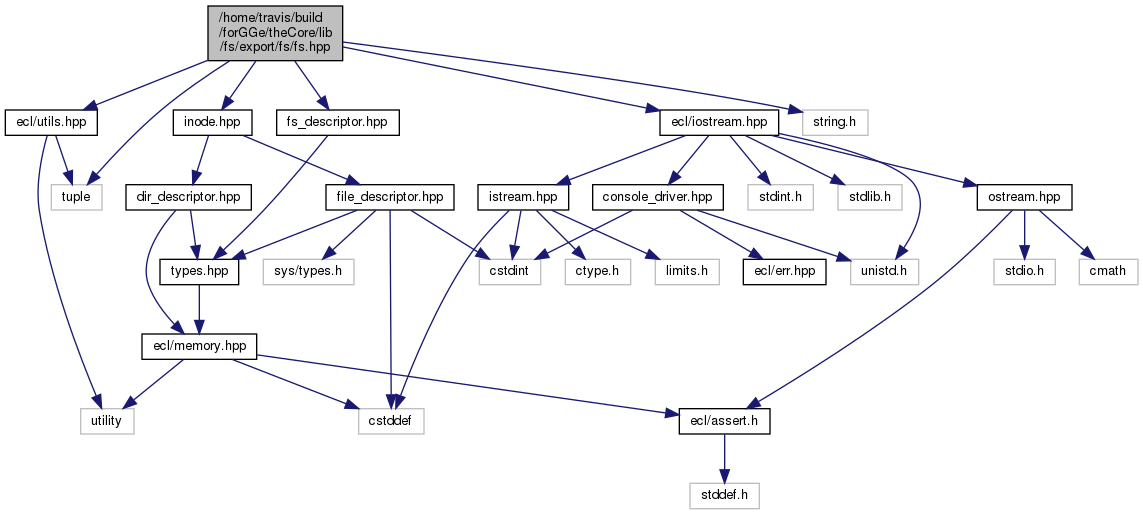 /home/travis/build
/forGGe/theCore/lib
/fs/export/fs/fs.hpp
ecl/utils.hpp
inode.hpp
fs_descriptor.hpp
ecl/iostream.hpp
string.h
tuple
dir_descriptor.hpp
file_descriptor.hpp
istream.hpp
console_driver.hpp
stdint.h
stdlib.h
ostream.hpp
types.hpp
sys/types.h
cstdint
ctype.h
limits.h
ecl/err.hpp
unistd.h
stdio.h
cmath
ecl/memory.hpp
utility
cstddef
ecl/assert.h
stddef.h